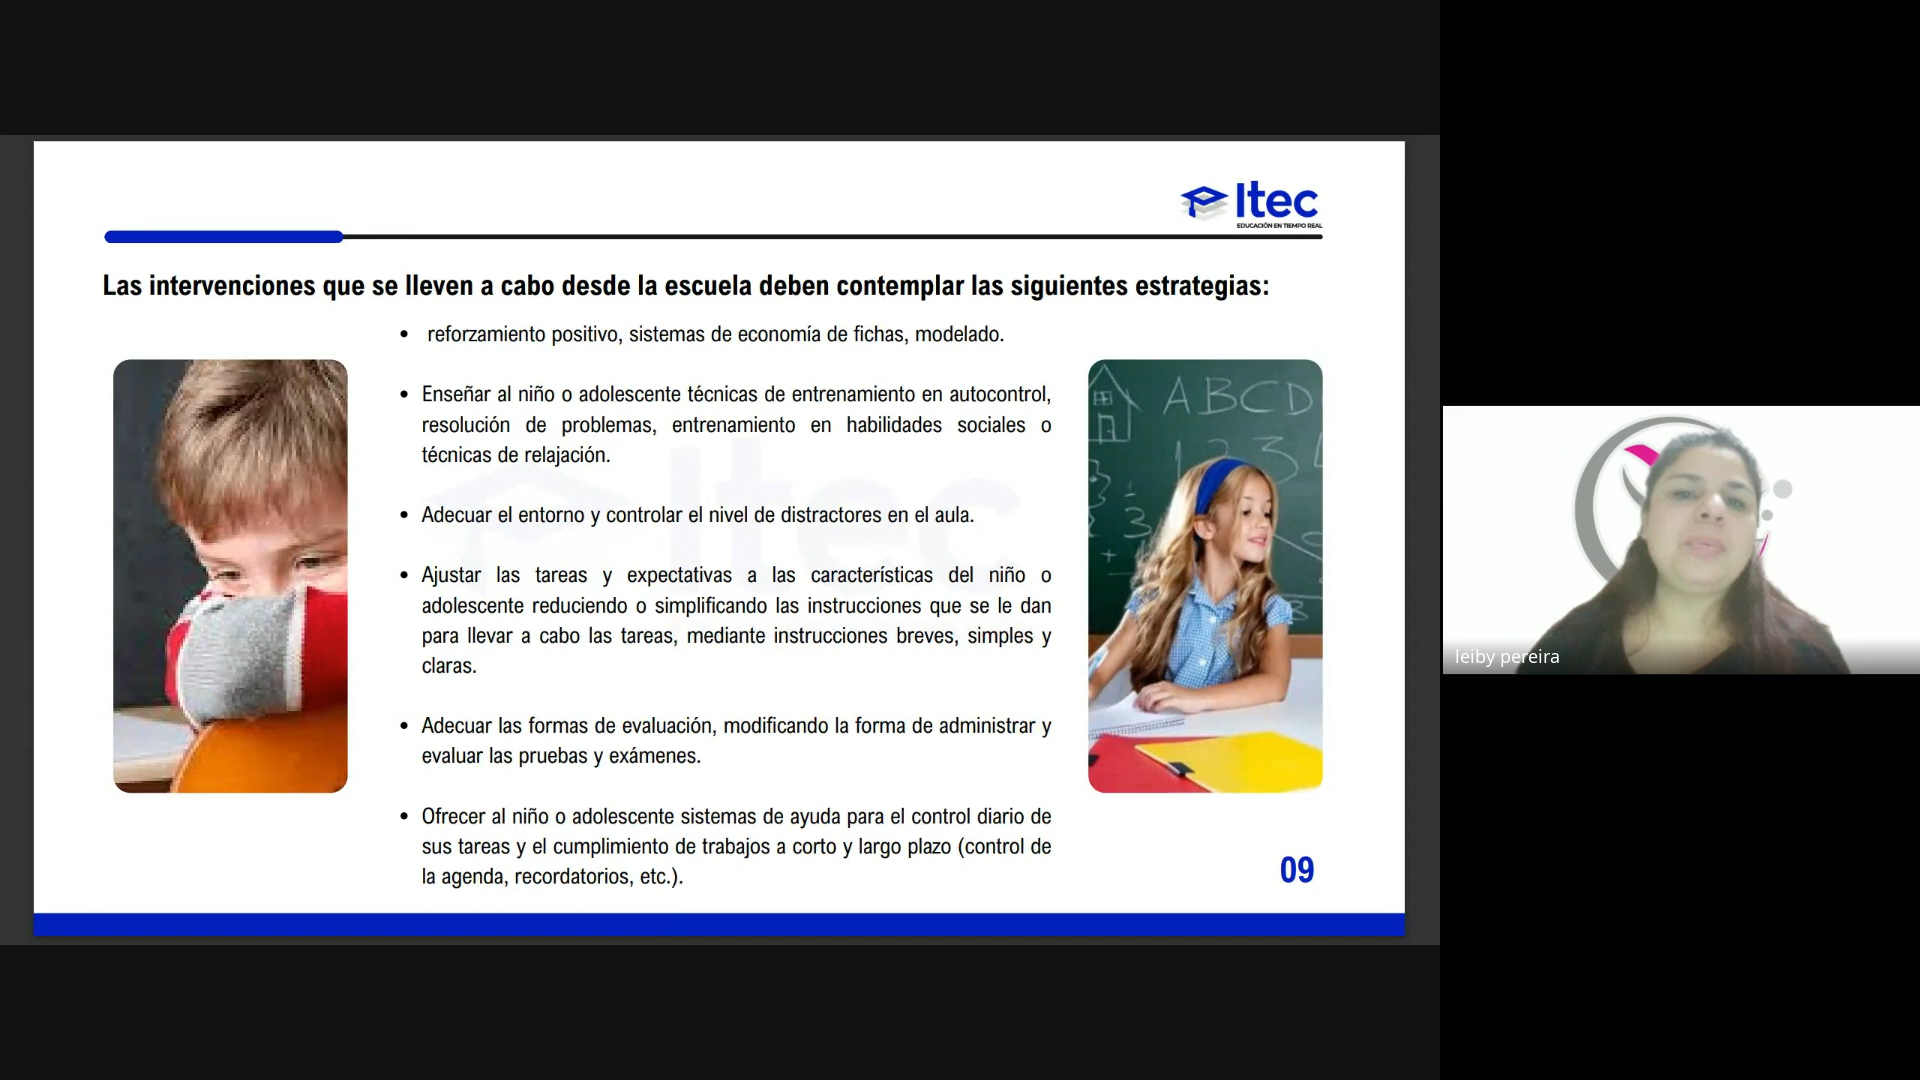 Itec
EDUCACIÓN EN TIEMPO REAL
Las intervenciones que se lleven a cabo desde la escuela deben contemplar las siguientes estrategias:
• reforzamiento positivo, sistemas de economía de fichas, modelado.
• Enseñar al niño o adolescente técnicas de entrenamiento en autocontrol,
resolución de problemas, entrenamiento en habilidades sociales o
técnicas de relajación.
• Adecuar el entorno y controlar el nivel de distractores en el aula.
• Ajustar las tareas y expectativas a las características del niño o
adolescente reduciendo o simplificando las instrucciones que se le dan
para llevar a cabo las tareas, mediante instrucciones breves, simples y
claras.
• Adecuar las formas de evaluación, modificando la forma de administrar y
evaluar las pruebas y exámenes.
• Ofrecer al niño o adolescente sistemas de ayuda para el control diario de
sus tareas y el cumplimiento de trabajos a corto y largo plazo (control de
la agenda, recordatorios, etc.).
Itec
ABCD
1 2 3 4
3
+
09
leiby pereira